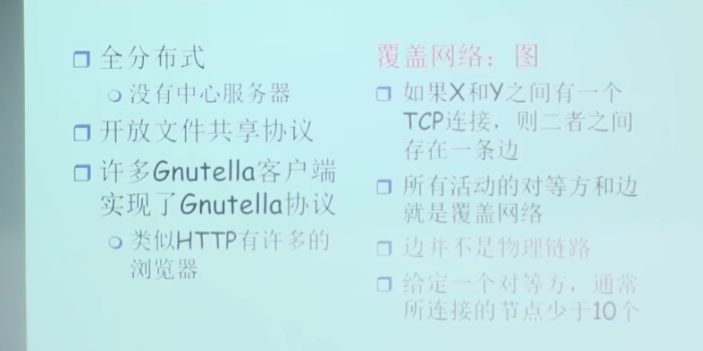 全分布式
没有中心服务器
开放文件共享协议
许多Gnutella客户端
实现了Gnutella协议
类似HTTP有许多的
浏览器
覆盖网络：图
如果X和Y之间有一个
TCP连接，则二者之间
存在一条边
所有活动的对等方和边
就是覆盖网络
边并不是物理链路
给定一个对等方，通常
所连接的节点少于10个